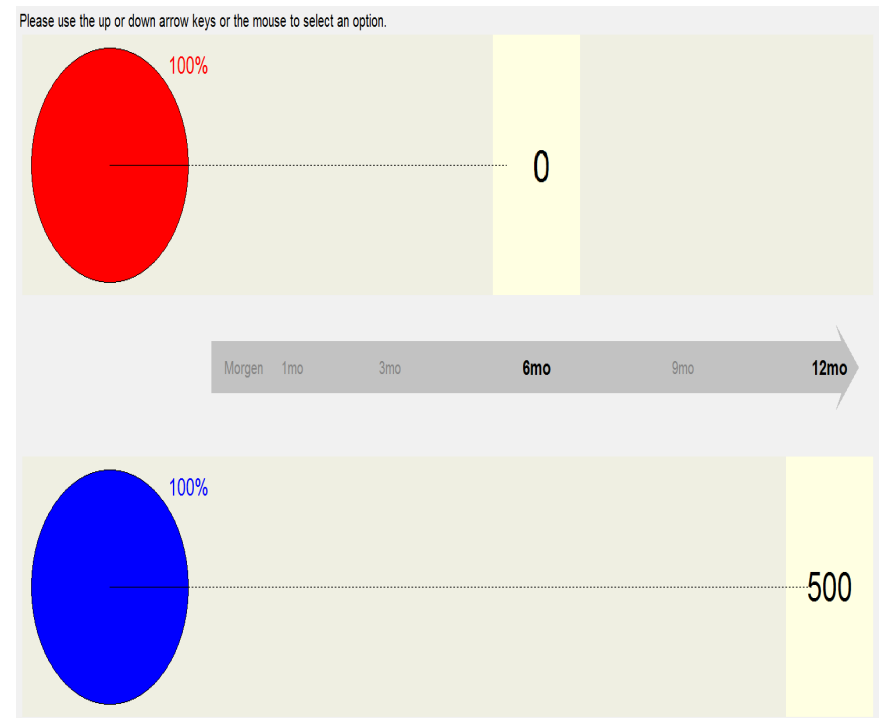 Please use the up or down arrow keys or the mouse to select an option.
100%
0
Morgen 1mo 3mo 6mo 9mo 12mo
100%
500